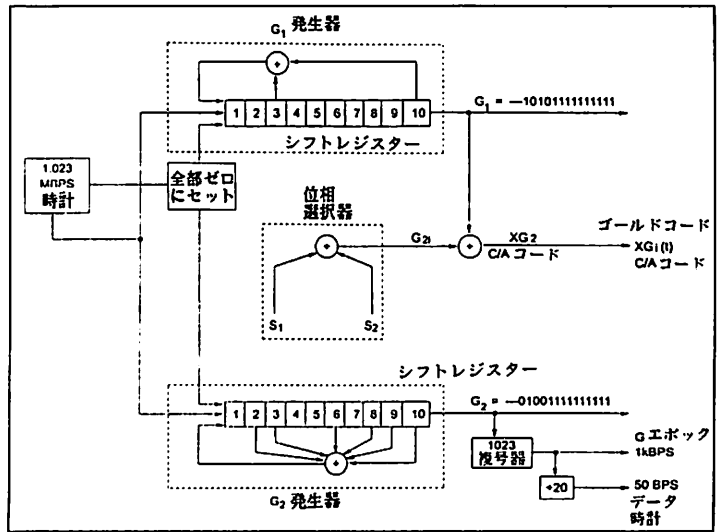 G₁ 発生器
1 2 3 4 5 6 7 8 9 10
G₁ = —10101111111111
シフトレジスター
1.023
MBPS
時計
全部ゼロ
にセット
位相
選択器
G₂ᵢ
XG₂
C/Aコード
ゴールドコード
XGᵢ(t)
C/Aコード
S₁
S₂
シフトレジスター
1 2 3 4 5 6 7 8 9 10
G₂ = —01001111111111
1023
復号器
Gエポック
1kBPS
÷20
50 BPS
データ
時計
G₂ 発生器